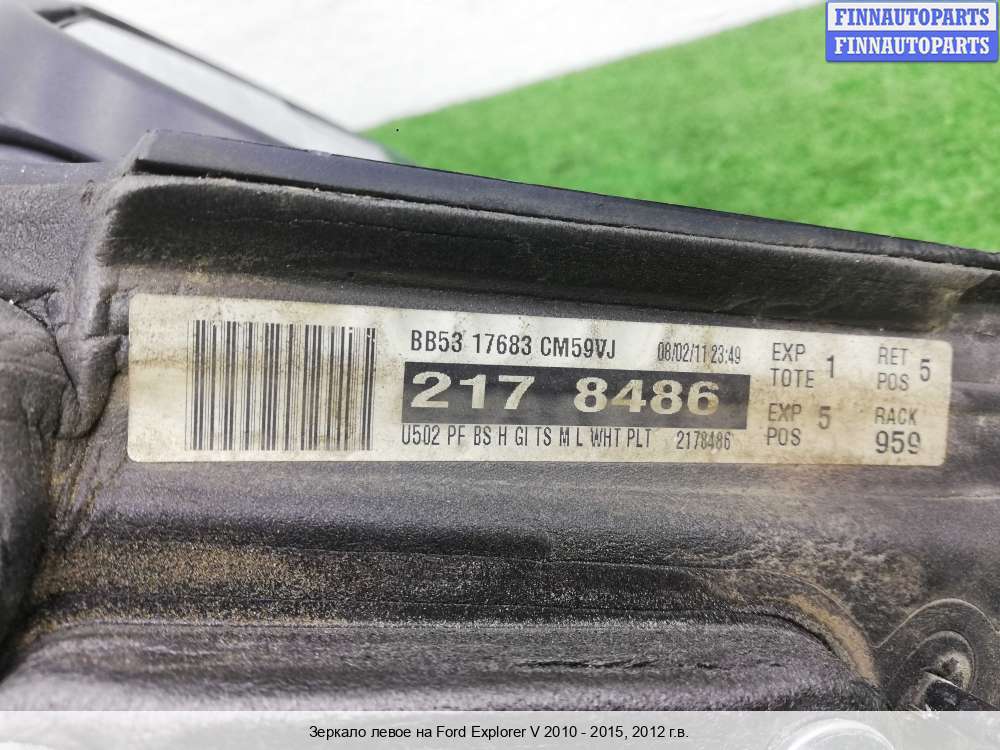 FINNAUTOPARTS
FINNAUTOPARTS
BB53 17683 CM59VJ 08/02/11 23:49
EXP TOTE 1
RET POS 5
217 8486
EXP POS 5
RACK 959
U502 PF BS H GI TS M L WHT PLT 2178486
Зеркало левое на Ford Explorer V 2010 - 2015, 2012 г.в.